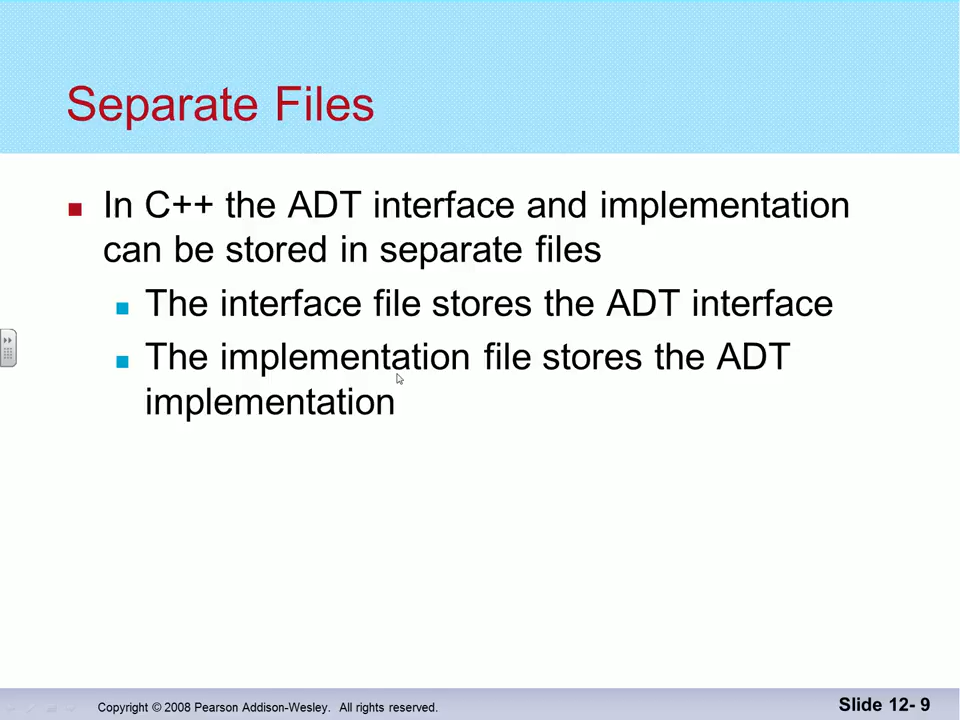 Separate Files
In C++ the ADT interface and implementation
can be stored in separate files
The interface file stores the ADT interface
The implementation file stores the ADT
implementation
Copyright © 2008 Pearson Addison-Wesley. All rights reserved.
Slide 12- 9